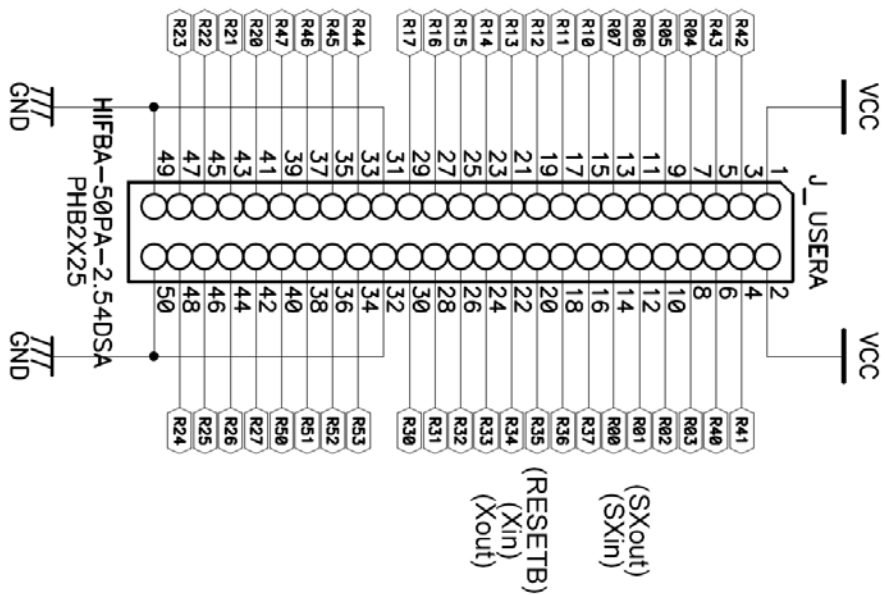 VCC VCC
J_USERA
1 2
R42 3 4 R41
R43 5 6 R40
R04 7 8 R03
R05 9 10 R02
R06 11 12 R01 (SXout)
R07 13 14 R00 (SXin)
R10 15 16 R37
R11 17 18 R36
R12 19 20 R35 (RESETB)
R13 21 22 R34 (Xin)
R14 23 24 R33 (Xout)
R15 25 26 R32
R16 27 28 R31
R17 29 30 R30
31 32
R44 33 34 R53
R45 35 36 R52
R46 37 38 R51
R47 39 40 R50
R20 41 42 R27
R21 43 44 R26
R22 45 46 R25
R23 47 48 R24
49 50
HIFBA-50PA-2.54DSA
PHB2X25
GND GND